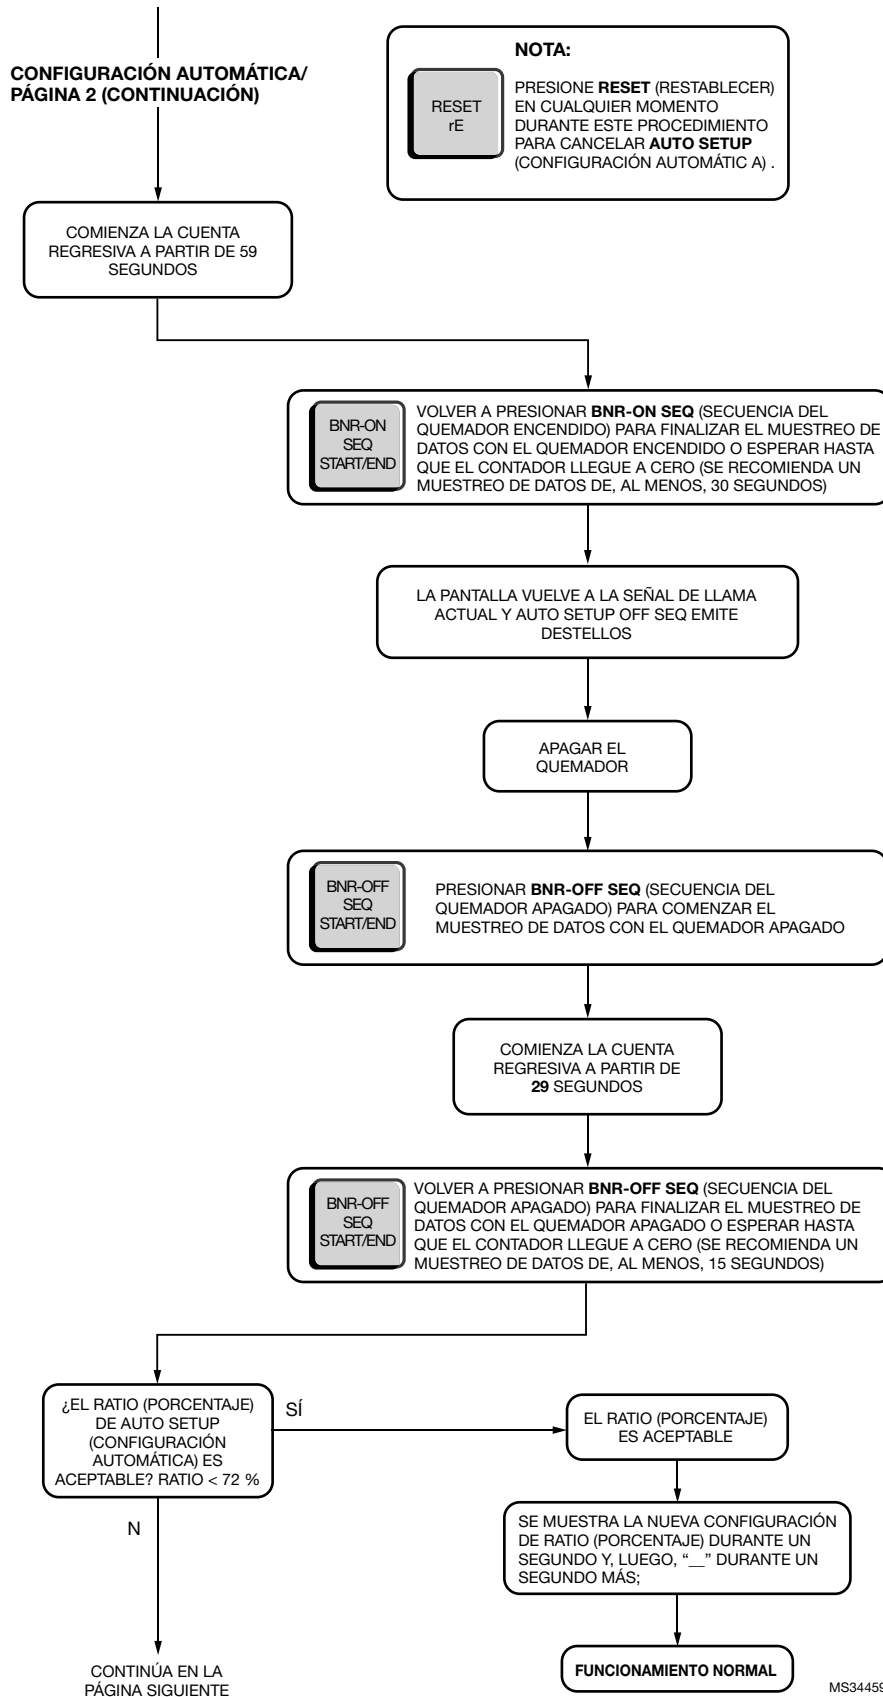 CONFIGURACIÓN AUTOMÁTICA/
PÁGINA 2 (CONTINUACIÓN)
NOTA:
RESET
rE
PRESIONE RESET (RESTABLECER)
EN CUALQUIER MOMENTO
DURANTE ESTE PROCEDIMIENTO
PARA CANCELAR AUTO SETUP
(CONFIGURACIÓN AUTOMÁTIC A) .
COMIENZA LA CUENTA
REGRESIVA A PARTIR DE 59
SEGUNDOS
BNR-ON
SEQ
START/END
VOLVER A PRESIONAR BNR-ON SEQ (SECUENCIA DEL
QUEMADOR ENCENDIDO) PARA FINALIZAR EL MUESTREO DE
DATOS CON EL QUEMADOR ENCENDIDO O ESPERAR HASTA
QUE EL CONTADOR LLEGUE A CERO (SE RECOMIENDA UN
MUESTREO DE DATOS DE, AL MENOS, 30 SEGUNDOS)
LA PANTALLA VUELVE A LA SEÑAL DE LLAMA
ACTUAL Y AUTO SETUP OFF SEQ EMITE
DESTELLOS
APAGAR EL
QUEMADOR
BNR-OFF
SEQ
START/END
PRESIONAR BNR-OFF SEQ (SECUENCIA DEL
QUEMADOR APAGADO) PARA COMENZAR EL
MUESTREO DE DATOS CON EL QUEMADOR APAGADO
COMIENZA LA CUENTA
REGRESIVA A PARTIR DE
29 SEGUNDOS
BNR-OFF
SEQ
START/END
VOLVER A PRESIONAR BNR-OFF SEQ (SECUENCIA DEL
QUEMADOR APAGADO) PARA FINALIZAR EL MUESTREO DE
DATOS CON EL QUEMADOR APAGADO O ESPERAR HASTA
QUE EL CONTADOR LLEGUE A CERO (SE RECOMIENDA UN
MUESTREO DE DATOS DE, AL MENOS, 15 SEGUNDOS)
¿EL RATIO (PORCENTAJE)
DE AUTO SETUP
(CONFIGURACIÓN
AUTOMÁTICA) ES
ACEPTABLE? RATIO < 72 %
SÍ
EL RATIO (PORCENTAJE)
ES ACEPTABLE
N
SE MUESTRA LA NUEVA CONFIGURACIÓN
DE RATIO (PORCENTAJE) DURANTE UN
SEGUNDO Y, LUEGO, “__” DURANTE UN
SEGUNDO MÁS;
CONTINÚA EN LA
PÁGINA SIGUIENTE
FUNCIONAMIENTO NORMAL
MS34459